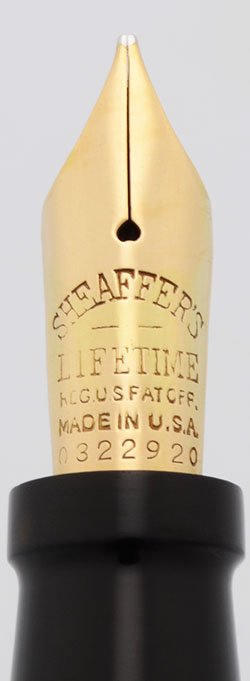 SHEAFFER'S
LIFETIME
REG.U.S.PAT.OFF.
MADE IN U.S.A.
0322920